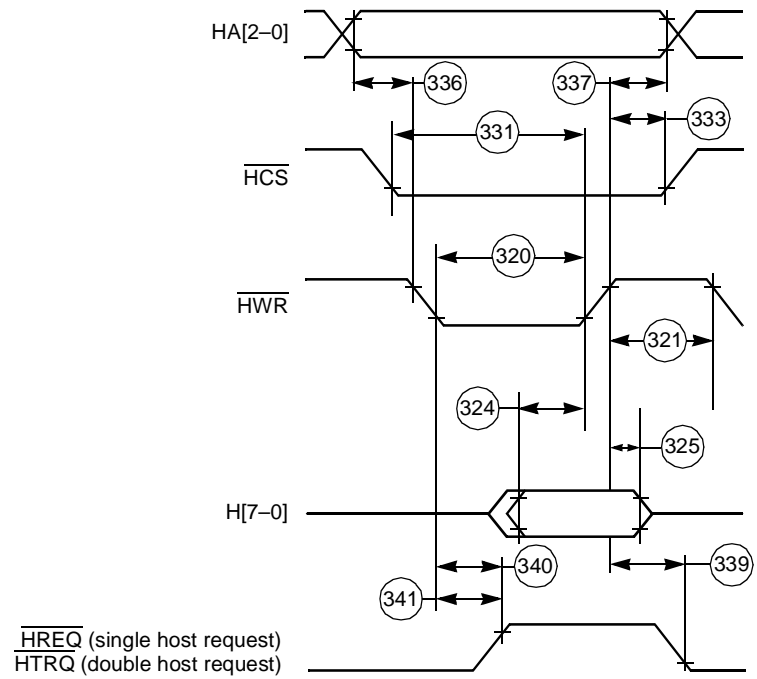 HA[2–0]
336
337
333
331
HCS
320
HWR
321
324
325
H[7–0]
340
339
341
HREQ (single host request)
HTRQ (double host request)